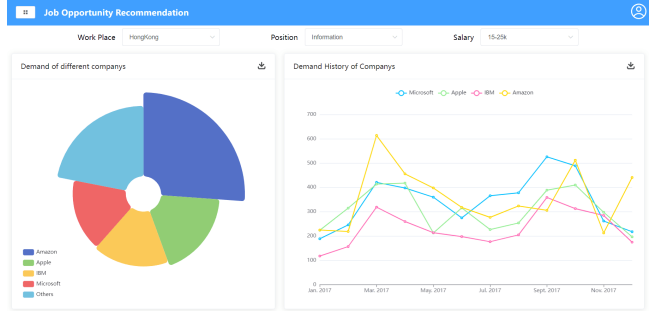 Job Opportunity Recommendation
Work Place HongKong Position Information Salary 15-25k
Demand of different companys
Amazon
Apple
IBM
Microsoft
Others
Demand History of Companys
Microsoft Apple IBM Amazon
700
600
500
400
300
200
100
0
Jan. 2017 Mar. 2017 May. 2017 Jul. 2017 Sept. 2017 Nov. 2017